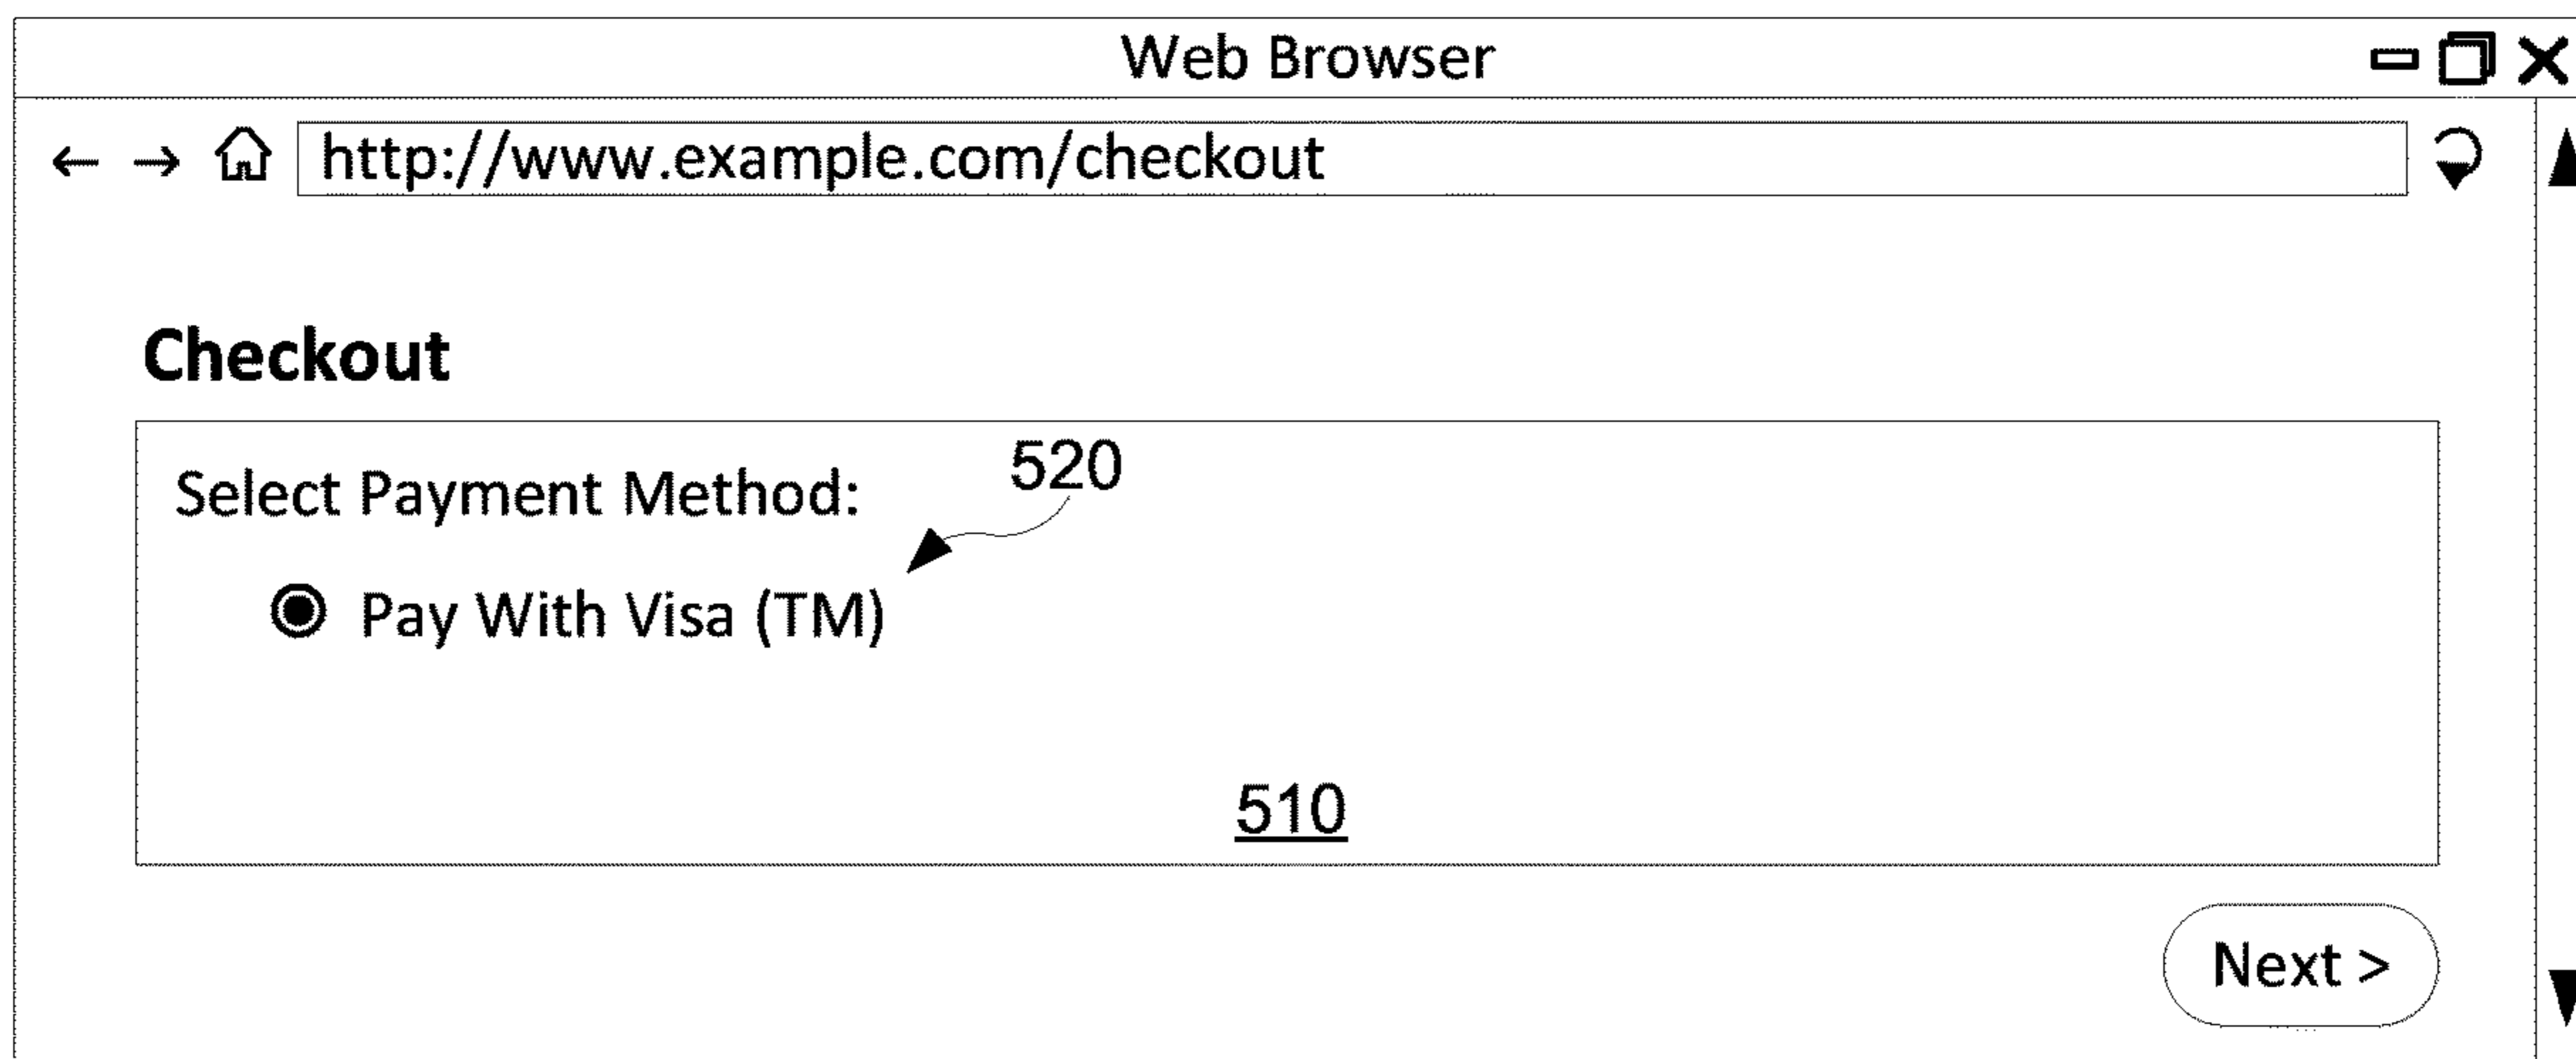 Web Browser
http://www.example.com/checkout
Checkout
Select Payment Method:
520
Pay With Visa (TM)
510
Next >